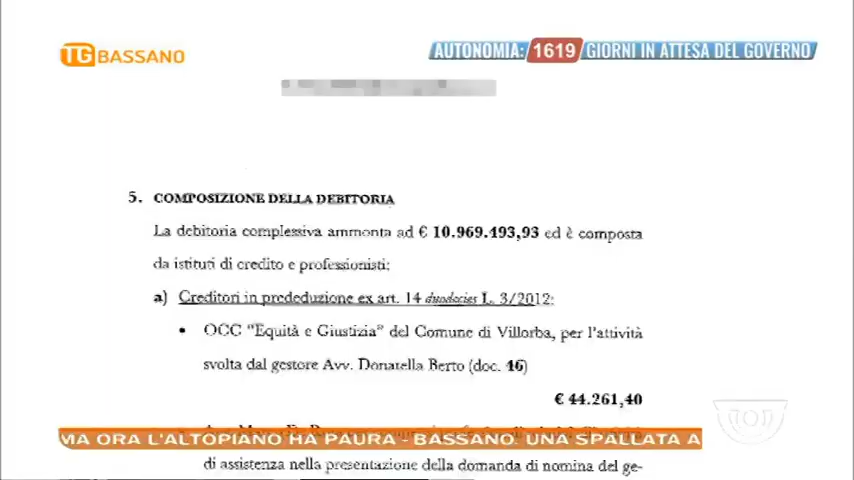 TG BASSANO
AUTONOMIA: 1619 GIORNI IN ATTESA DEL GOVERNO
5. COMPOSIZIONE DELLA DEBITORIA
La debitoria complessiva ammonta ad € 10.969.493,93 ed è composta
da istituti di credito e professionisti:
a) Creditori in prededuzione ex art. 14 duodecies L. 3/2012:
• OCC "Equità e Giustizia" del Comune di Villorba, per l'attività
svolta dal gestore Avv. Donatella Berto (doc. 46)
€ 44.261,40
MA ORA L'ALTOPIANO HA PAURA - BASSANO: UNA SPALLATA A
di assistenza nella presentazione della domanda di nomina del ge-